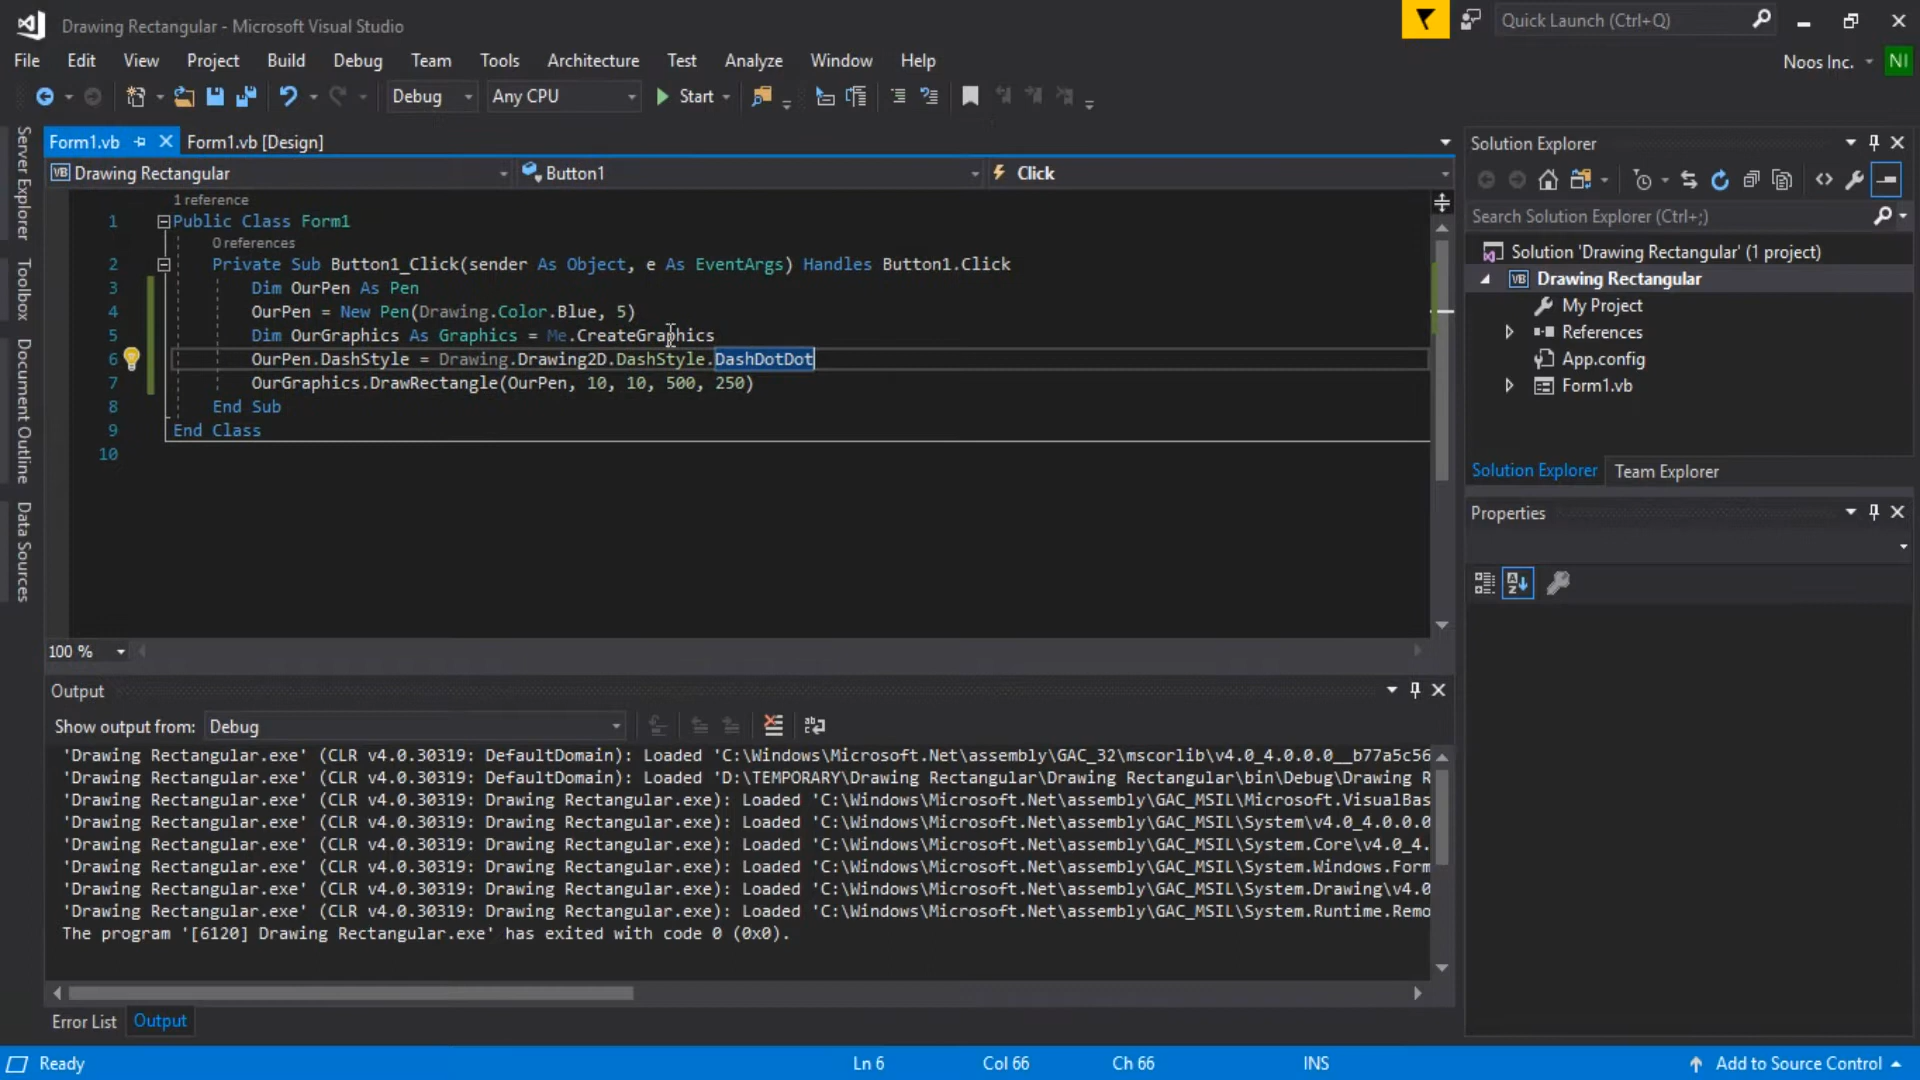 Drawing Rectangular - Microsoft Visual Studio
Quick Launch (Ctrl+Q)
File Edit View Project Build Debug Team Tools Architecture Test Analyze Window Help
Noos Inc. NI
Debug Any CPU Start
Server Explorer
Toolbox
Document Outline
Data Sources
Form1.vb Form1.vb [Design]
VB Drawing Rectangular Button1 Click
1 reference
1 Public Class Form1
0 references
2 Private Sub Button1_Click(sender As Object, e As EventArgs) Handles Button1.Click
3 Dim OurPen As Pen
4 OurPen = New Pen(Drawing.Color.Blue, 5)
5 Dim OurGraphics As Graphics = Me.CreateGraphics
6 OurPen.DashStyle = Drawing.Drawing2D.DashStyle.DashDotDot
7 OurGraphics.DrawRectangle(OurPen, 10, 10, 500, 250)
8 End Sub
9 End Class
10
100 %
Output
Show output from: Debug
'Drawing Rectangular.exe' (CLR v4.0.30319: DefaultDomain): Loaded 'C:\Windows\Microsoft.Net\assembly\GAC_32\mscorlib\v4.0_4.0.0.0__b77a5c56
'Drawing Rectangular.exe' (CLR v4.0.30319: DefaultDomain): Loaded 'D:\TEMPORARY\Drawing Rectangular\Drawing Rectangular\bin\Debug\Drawing R
'Drawing Rectangular.exe' (CLR v4.0.30319: Drawing Rectangular.exe): Loaded 'C:\Windows\Microsoft.Net\assembly\GAC_MSIL\Microsoft.VisualBas
'Drawing Rectangular.exe' (CLR v4.0.30319: Drawing Rectangular.exe): Loaded 'C:\Windows\Microsoft.Net\assembly\GAC_MSIL\System\v4.0_4.0.0.0
'Drawing Rectangular.exe' (CLR v4.0.30319: Drawing Rectangular.exe): Loaded 'C:\Windows\Microsoft.Net\assembly\GAC_MSIL\System.Core\v4.0_4.
'Drawing Rectangular.exe' (CLR v4.0.30319: Drawing Rectangular.exe): Loaded 'C:\Windows\Microsoft.Net\assembly\GAC_MSIL\System.Windows.Form
'Drawing Rectangular.exe' (CLR v4.0.30319: Drawing Rectangular.exe): Loaded 'C:\Windows\Microsoft.Net\assembly\GAC_MSIL\System.Drawing\v4.0
'Drawing Rectangular.exe' (CLR v4.0.30319: Drawing Rectangular.exe): Loaded 'C:\Windows\Microsoft.Net\assembly\GAC_MSIL\System.Runtime.Remo
The program '[6120] Drawing Rectangular.exe' has exited with code 0 (0x0).
Error List Output
Solution Explorer
Search Solution Explorer (Ctrl+;)
Solution 'Drawing Rectangular' (1 project)
VB Drawing Rectangular
My Project
References
App.config
Form1.vb
Solution Explorer Team Explorer
Properties
Ready Ln 6 Col 66 Ch 66 INS Add to Source Control